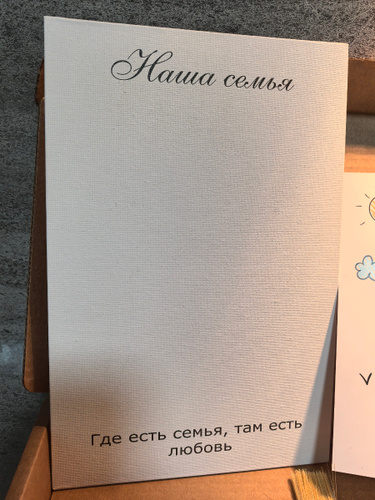 Наша семья
Где есть семья, там есть
любовь